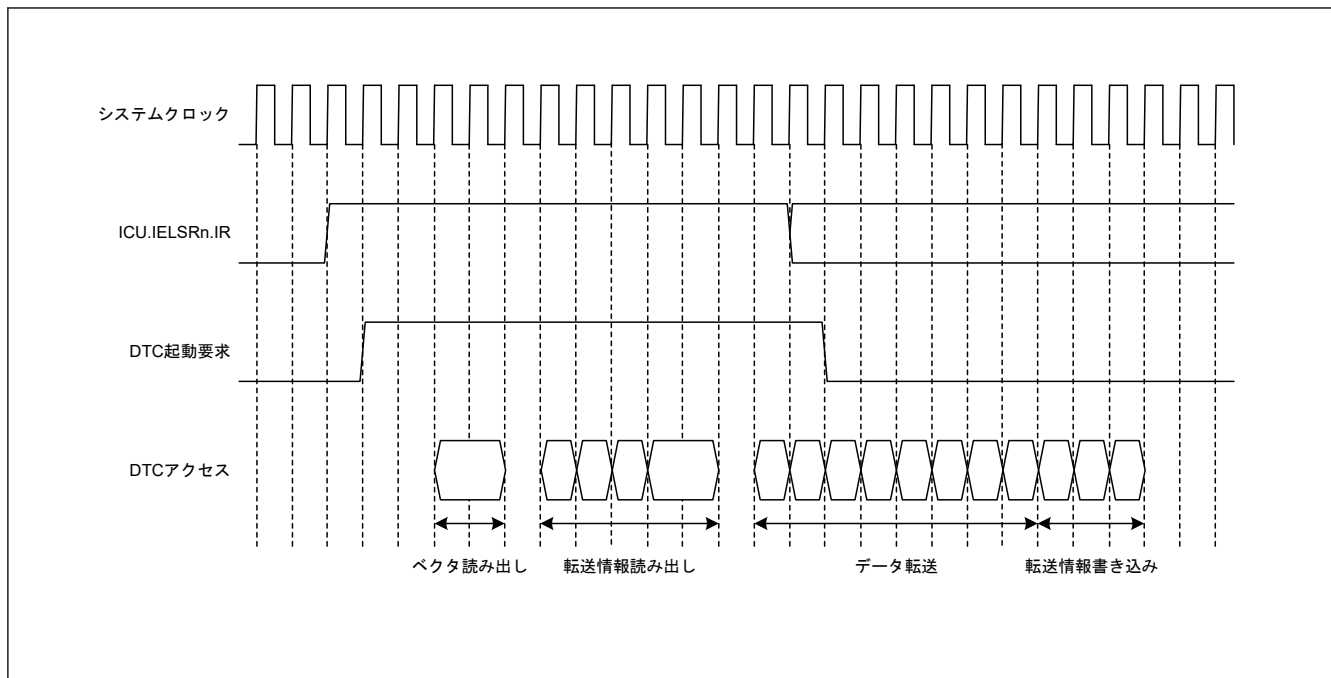 システムクロック
ICU.IELSRn.IR
DTC起動要求
DTCアクセス
ベクタ読み出し
転送情報読み出し
データ転送
転送情報書き込み